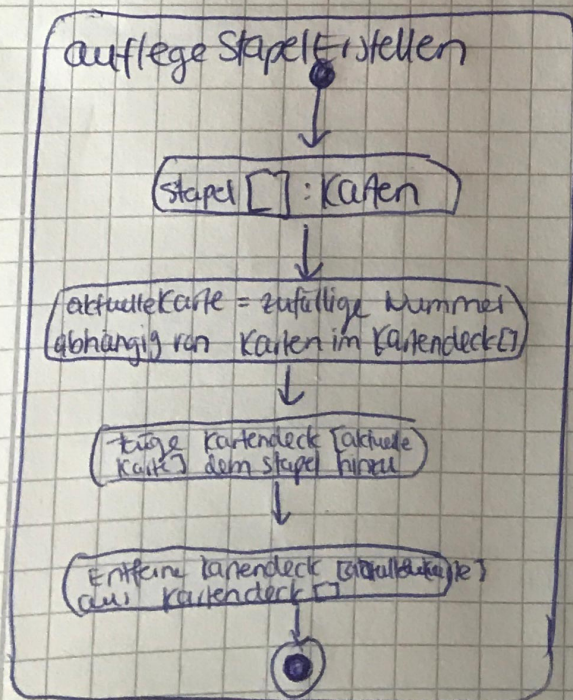 auflegeStapelErstellen
Stapel [] : Karten
aktuelleKarte = zufällige Nummer
abhängig von Karten im Kartendeck[]
Füge Kartendeck [aktuelle
Karte] dem Stapel hinzu
Entferne Kartendeck [aktuelleKarte]
aus Kartendeck []